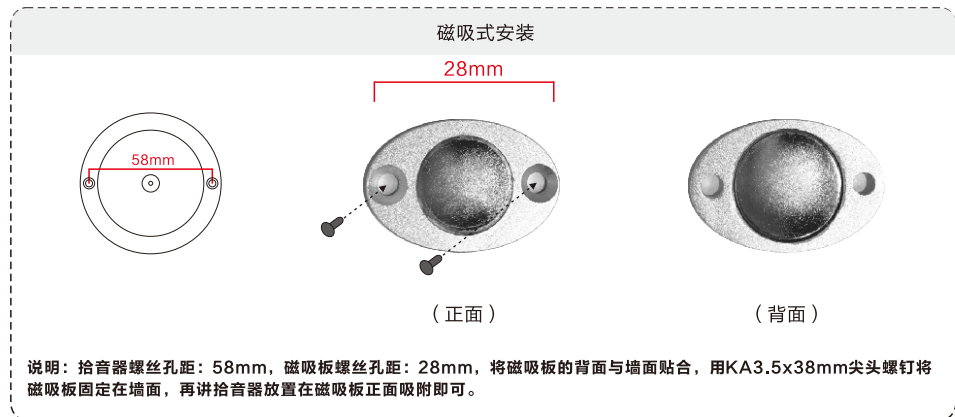 磁吸式安装
28mm
58mm
（正面）
（背面）
说明：拾音器螺丝孔距：58mm，磁吸板螺丝孔距：28mm，将磁吸板的背面与墙面贴合，用KA3.5x38mm尖头螺钉将
磁吸板固定在墙面，再讲拾音器放置在磁吸板正面吸附即可。